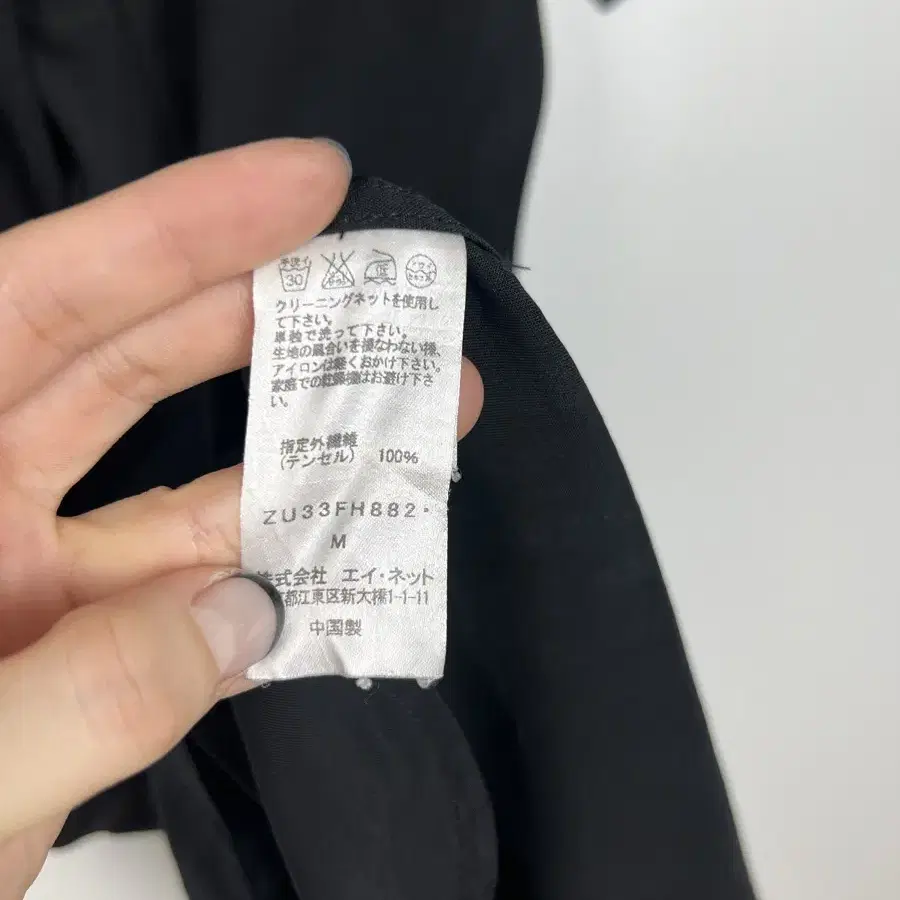 手洗イ 30 低
クリーニングネットを使用し
て下さい。
単独で洗って下さい。
生地の風合いを損なわない様、
アイロンは軽くおかけ下さい。
家庭での乾燥機はお避け下さ
い。
指定外繊維
(テンセル) 100%
ZU33FH882-
M
株式会社 エイ・ネット
都江東区新大橋1-1-11
中国製